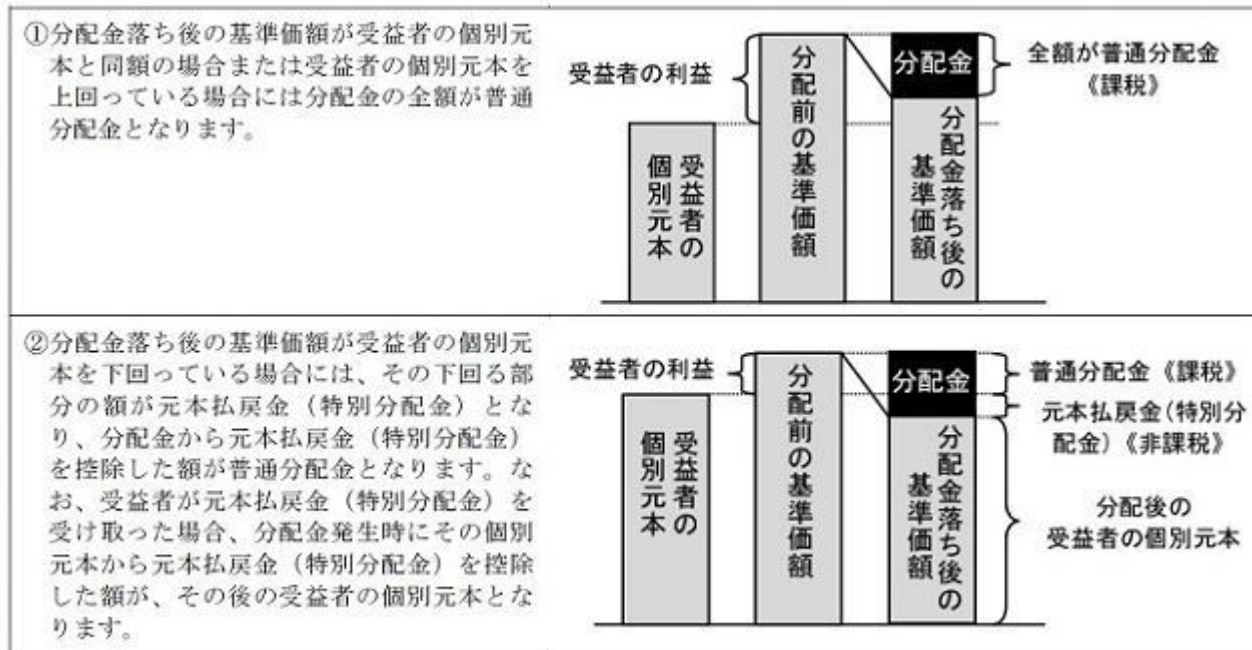 ①分配金落ち後の基準価額が受益者の個別元
本と同額の場合または受益者の個別元本を
上回っている場合には分配金の全額が普通
分配金となります。
受益者の利益
受益者の
個別元本
分配前の基準価額
分配金
分配金落ち後の
基準価額
全額が普通分配金
《課税》
②分配金落ち後の基準価額が受益者の個別元
本を下回っている場合には、その下回る部
分の額が元本払戻金（特別分配金）とな
り、分配金から元本払戻金（特別分配金）
を控除した額が普通分配金となります。な
お、受益者が元本払戻金（特別分配金）を
受け取った場合、分配金発生時にその個別
元本から元本払戻金（特別分配金）を控除
した額が、その後の受益者の個別元本とな
ります。
受益者の利益
受益者の
個別元本
分配前の基準価額
分配金
分配金落ち後の
基準価額
普通分配金《課税》
元本払戻金(特別分
配金)《非課税》
分配後の
受益者の個別元本